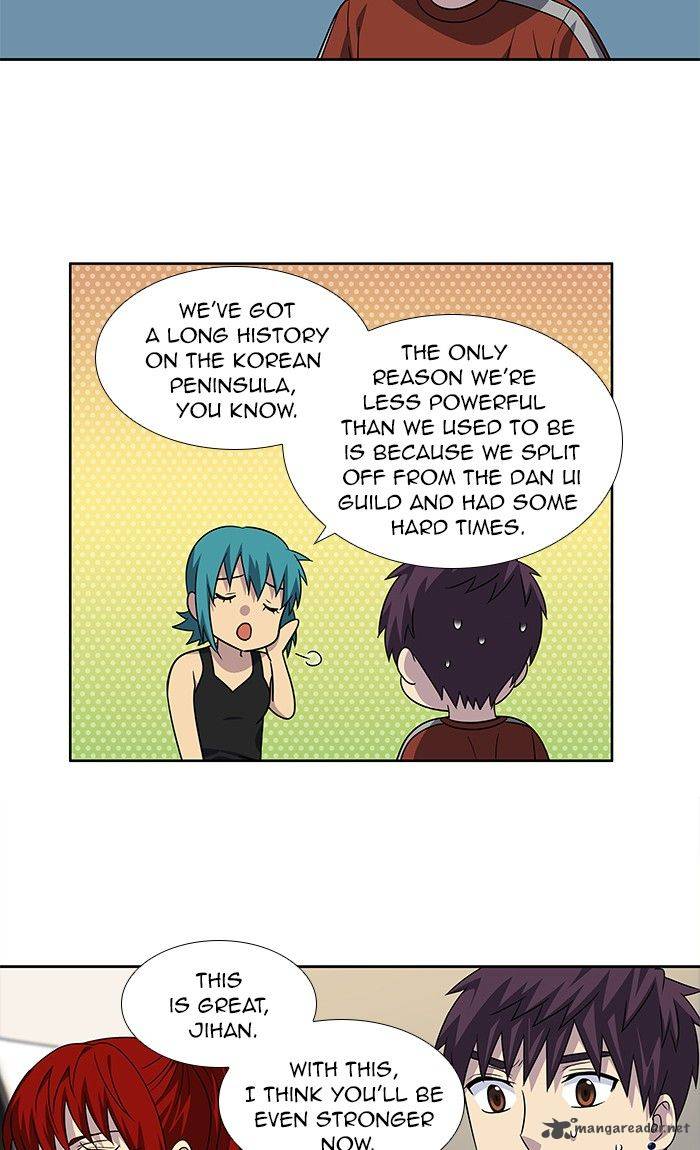 WE'VE GOT
A LONG HISTORY
ON THE KOREAN
PENINSULA,
YOU KNOW.
THE ONLY
REASON WE'RE
LESS POWERFUL
THAN WE USED TO BE
IS BECAUSE WE SPLIT
OFF FROM THE DAN UI
GUILD AND HAD SOME
HARD TIMES.
THIS
IS GREAT,
JIHAN.
WITH THIS,
I THINK YOU'LL BE
EVEN STRONGER
NOW.
mangareader.net